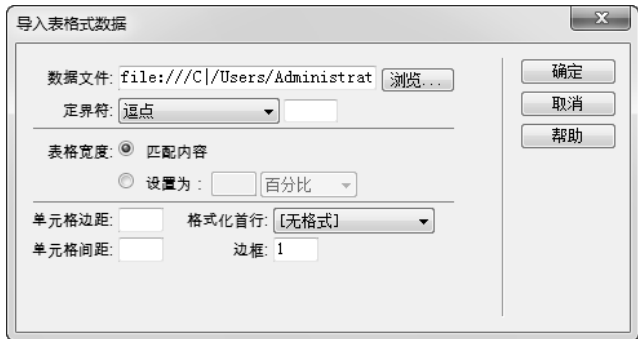 导入表格式数据
数据文件: file:///C|/Users/Administrat 浏览... 确定
定界符: 逗点 取消
帮助
表格宽度: 匹配内容
设置为: 百分比
单元格边距: 格式化首行: [无格式]
单元格间距: 边框: 1